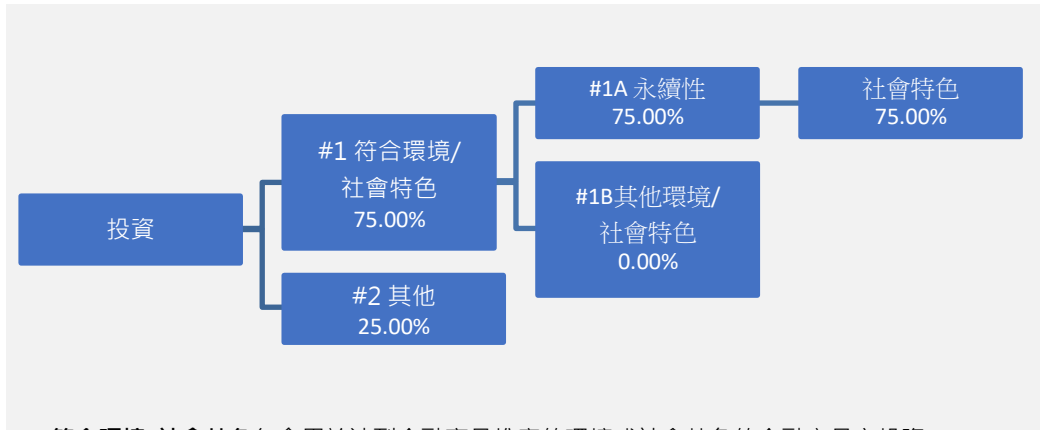 #1A 永續性
75.00%
社會特色
75.00%
#1 符合環境/
社會特色
75.00%
#1B其他環境/
社會特色
0.00%
投資
#2 其他
25.00%